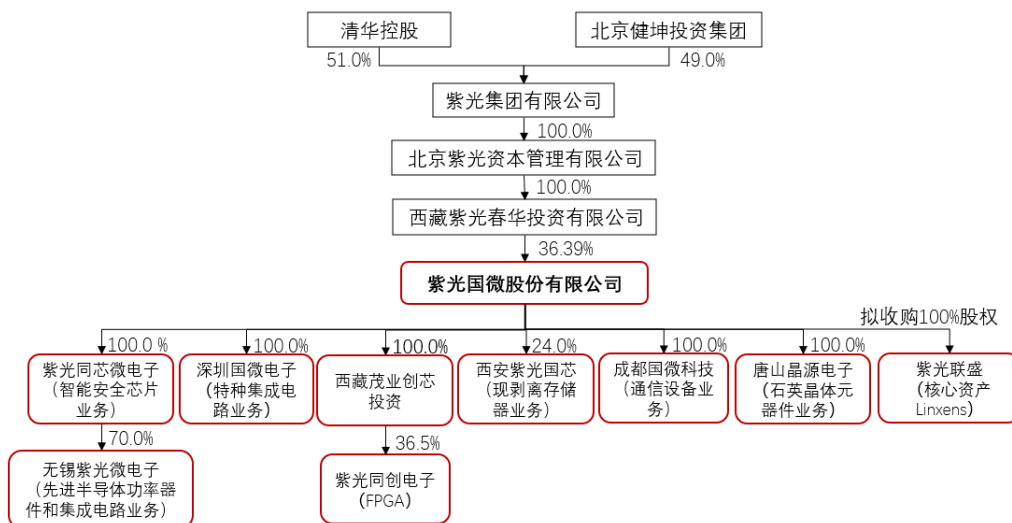 清华控股
北京健坤投资集团
51.0%
49.0%
紫光集团有限公司
100.0%
北京紫光资本管理有限公司
100.0%
西藏紫光春华投资有限公司
36.39%
紫光国微股份有限公司
拟收购100%股权
100.0 %
100.0%
100.0%
24.0%
100.0%
100.0%
紫光同芯微电子
(智能安全芯片
业务)
深圳国微电子
(特种集成电
路业务)
西藏茂业创芯
投资
西安紫光国芯
(现剥离存储
器业务)
成都国微科技
(通信设备业
务)
唐山晶源电子
(石英晶体元
器件业务)
紫光联盛
(核心资产
Linxens)
70.0%
36.5%
无锡紫光微电子
(先进半导体功率器
件和集成电路业务)
紫光同创电子
(FPGA)